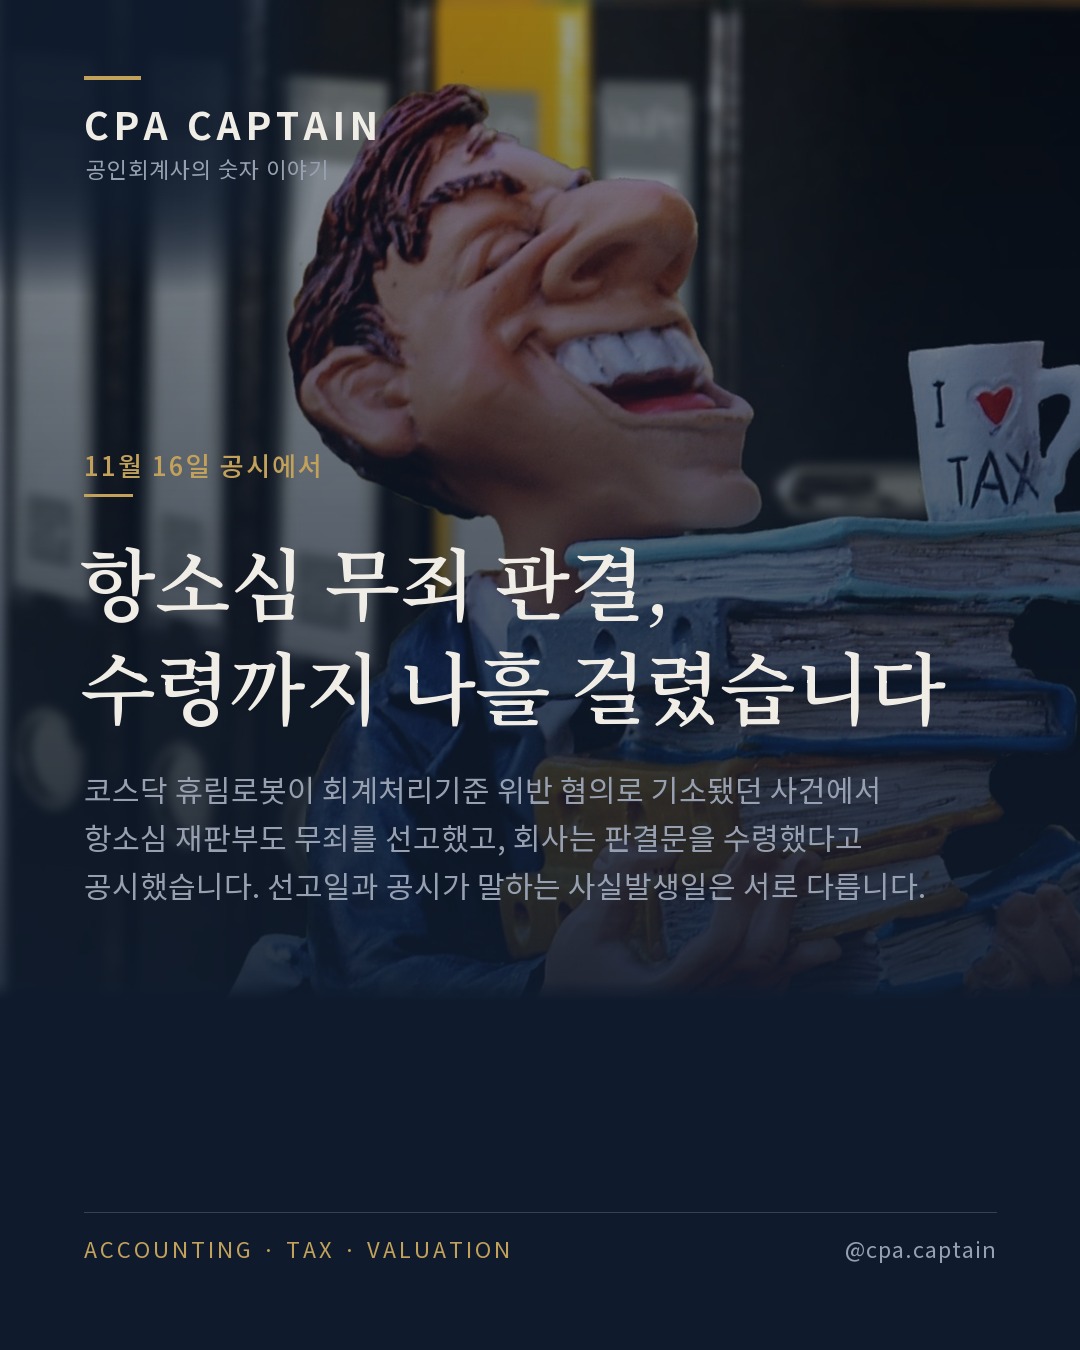 CPA CAPTAIN
공인회계사의 숫자 이야기
I ♥
TAX
11월 16일 공시에서
항소심 무죄 판결,
수령까지 나흘 걸렸습니다
코스닥 휴림로봇이 회계처리기준 위반 혐의로 기소됐던 사건에서
항소심 재판부도 무죄를 선고했고, 회사는 판결문을 수령했다고
공시했습니다. 선고일과 공시가 말하는 사실발생일은 서로 다릅니다.
ACCOUNTING · TAX · VALUATION
@cpa.captain